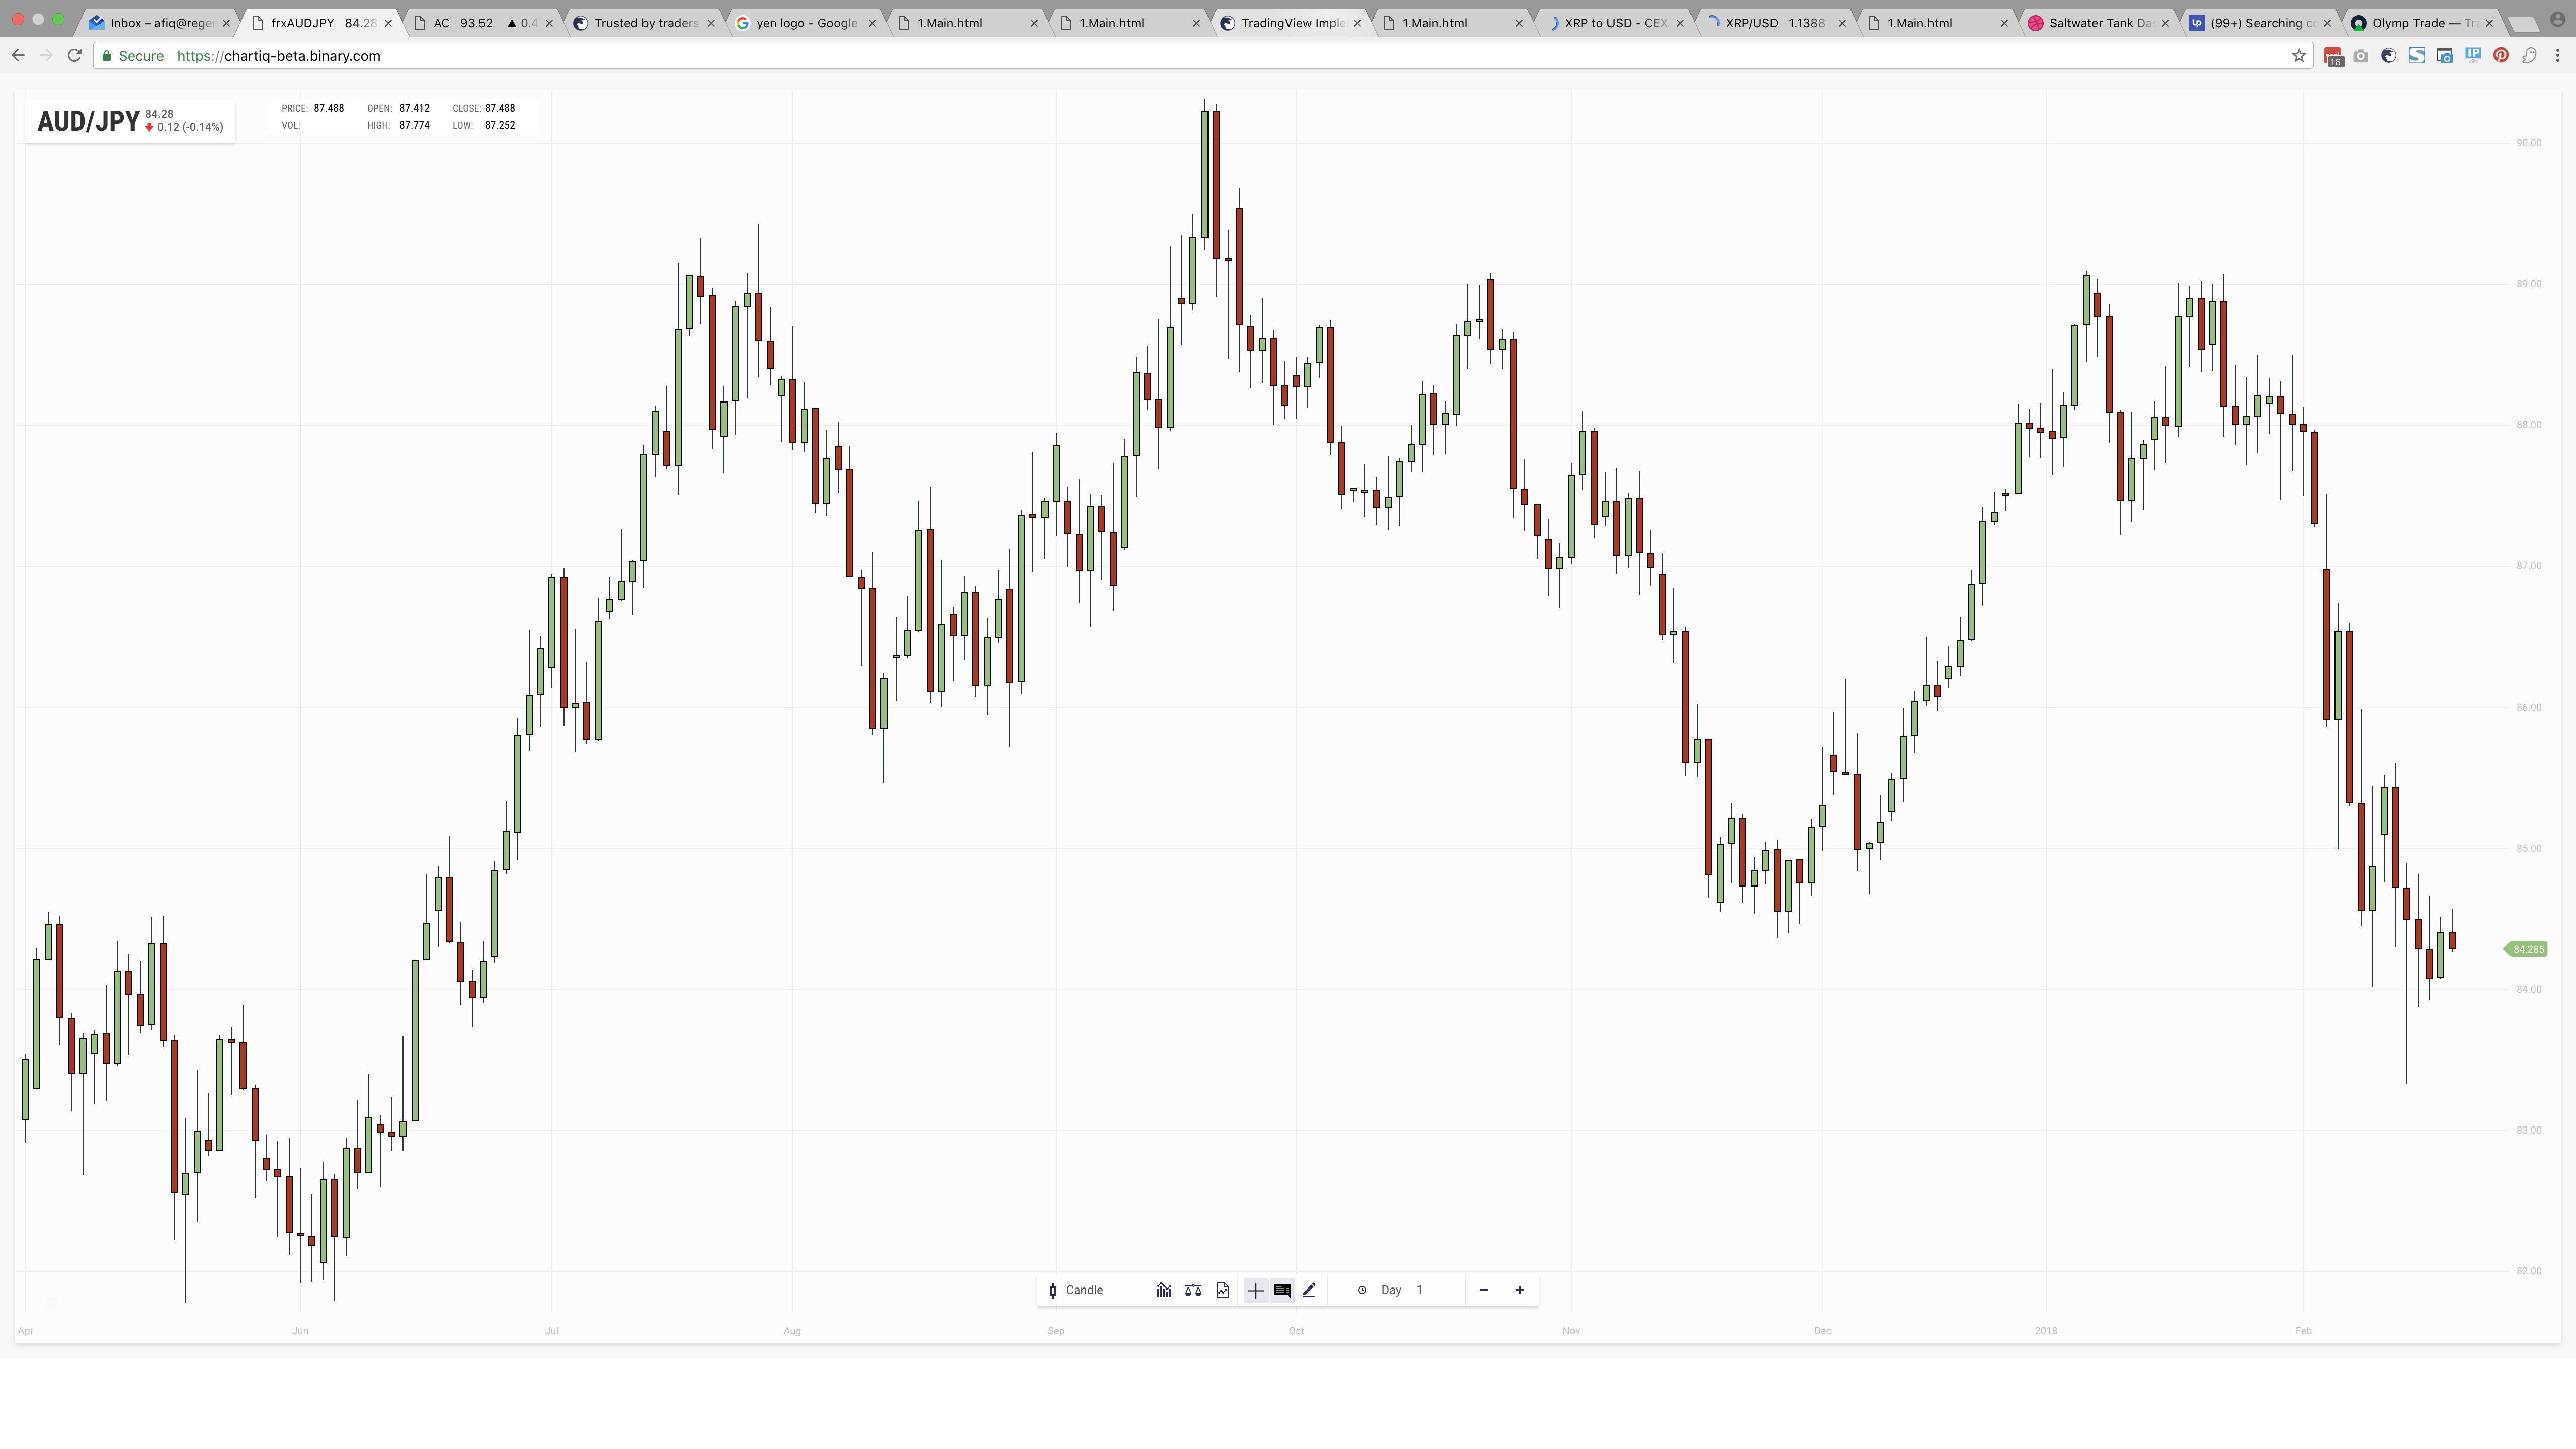 Inbox – afiq@regen
frxAUDJPY 84.28
AC 93.52 ▲ 0.4
Trusted by traders
yen logo - Google
1.Main.html
1.Main.html
TradingView Imple
1.Main.html
XRP to USD - CEX
XRP/USD 1.1388
1.Main.html
Saltwater Tank Da
(99+) Searching co
Olymp Trade — Tra
Secure https://chartiq-beta.binary.com
16
IP
AUD/JPY
84.28
0.12 (-0.14%)
PRICE: 87.488 OPEN: 87.412 CLOSE: 87.488
VOL: HIGH: 87.774 LOW: 87.252
90.00
89.00
88.00
87.00
86.00
85.00
84.285
84.00
83.00
82.00
Candle Day 1
Apr Jun Jul Aug Sep Oct Nov Dec 2018 Feb